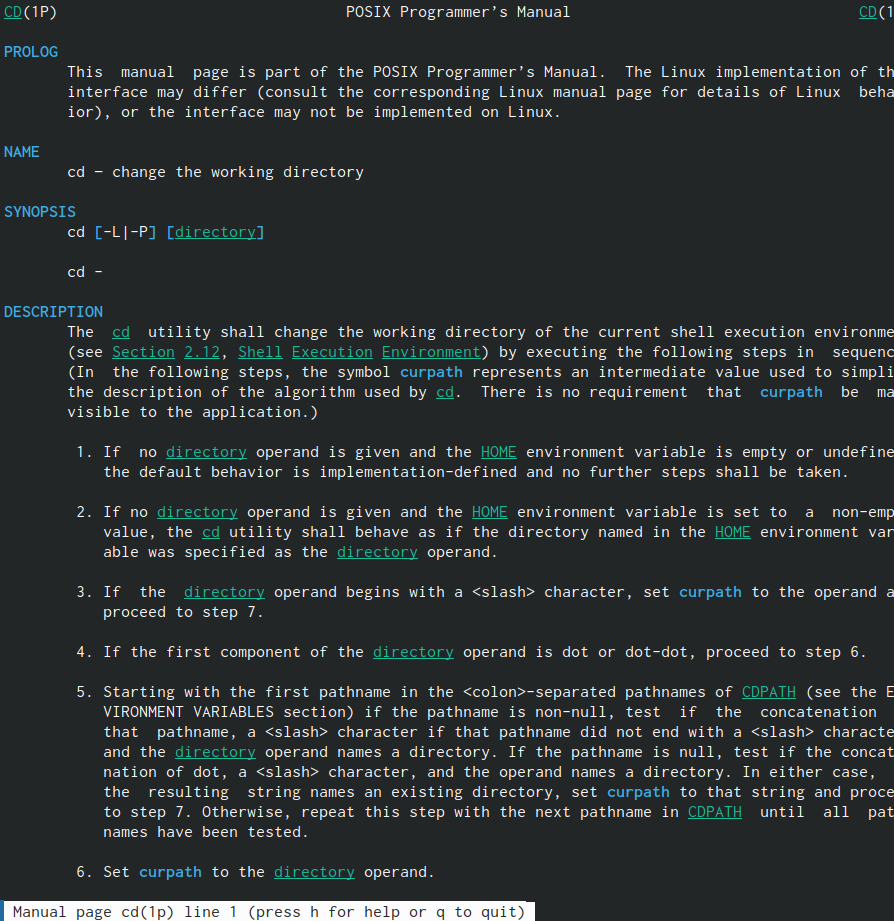 CD(1P) POSIX Programmer’s Manual CD(1
PROLOG
This manual page is part of the POSIX Programmer’s Manual. The Linux implementation of th
interface may differ (consult the corresponding Linux manual page for details of Linux beha
ior), or the interface may not be implemented on Linux.
NAME
cd — change the working directory
SYNOPSIS
cd [-L|-P] [directory]
cd -
DESCRIPTION
The cd utility shall change the working directory of the current shell execution environme
(see Section 2.12, Shell Execution Environment) by executing the following steps in sequenc
(In the following steps, the symbol curpath represents an intermediate value used to simpli
the description of the algorithm used by cd. There is no requirement that curpath be ma
visible to the application.)
1. If no directory operand is given and the HOME environment variable is empty or undefine
the default behavior is implementation-defined and no further steps shall be taken.
2. If no directory operand is given and the HOME environment variable is set to a non-emp
value, the cd utility shall behave as if the directory named in the HOME environment var
able was specified as the directory operand.
3. If the directory operand begins with a <slash> character, set curpath to the operand a
proceed to step 7.
4. If the first component of the directory operand is dot or dot-dot, proceed to step 6.
5. Starting with the first pathname in the <colon>-separated pathnames of CDPATH (see the E
VIRONMENT VARIABLES section) if the pathname is non-null, test if the concatenation
that pathname, a <slash> character if that pathname did not end with a <slash> characte
and the directory operand names a directory. If the pathname is null, test if the concat
nation of dot, a <slash> character, and the operand names a directory. In either case,
the resulting string names an existing directory, set curpath to that string and proce
to step 7. Otherwise, repeat this step with the next pathname in CDPATH until all pat
names have been tested.
6. Set curpath to the directory operand.
Manual page cd(1p) line 1 (press h for help or q to quit)